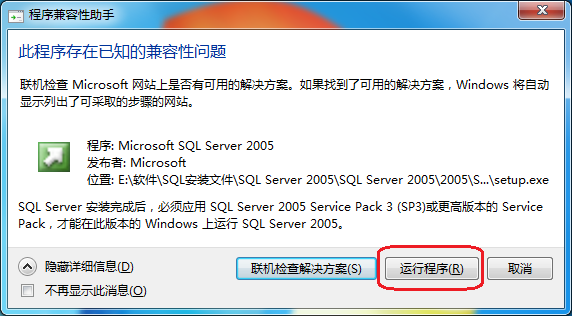 程序兼容性助手
此程序存在已知的兼容性问题
联机检查 Microsoft 网站上是否有可用的解决方案。如果找到了可用的解决方案，Windows 将自动
显示列出了可采取的步骤的网站。
程序: Microsoft SQL Server 2005
发布者: Microsoft
位置: E:\软件\SQL安装文件\SQL Server 2005\SQL Server 2005\2005\S...\setup.exe
SQL Server 安装完成后，必须应用 SQL Server 2005 Service Pack 3 (SP3)或更高版本的 Service
Pack，才能在此版本的 Windows 上运行 SQL Server 2005。
隐藏详细信息(D)
联机检查解决方案(S)
运行程序(R)
取消
不再显示此消息(O)